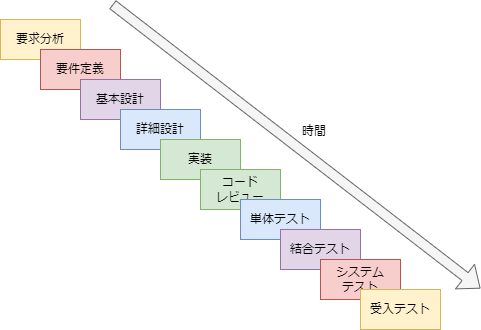 要求分析
要件定義
基本設計
詳細設計
時間
実装
コード
レビュー
単体テスト
結合テスト
システム
テスト
受入テスト